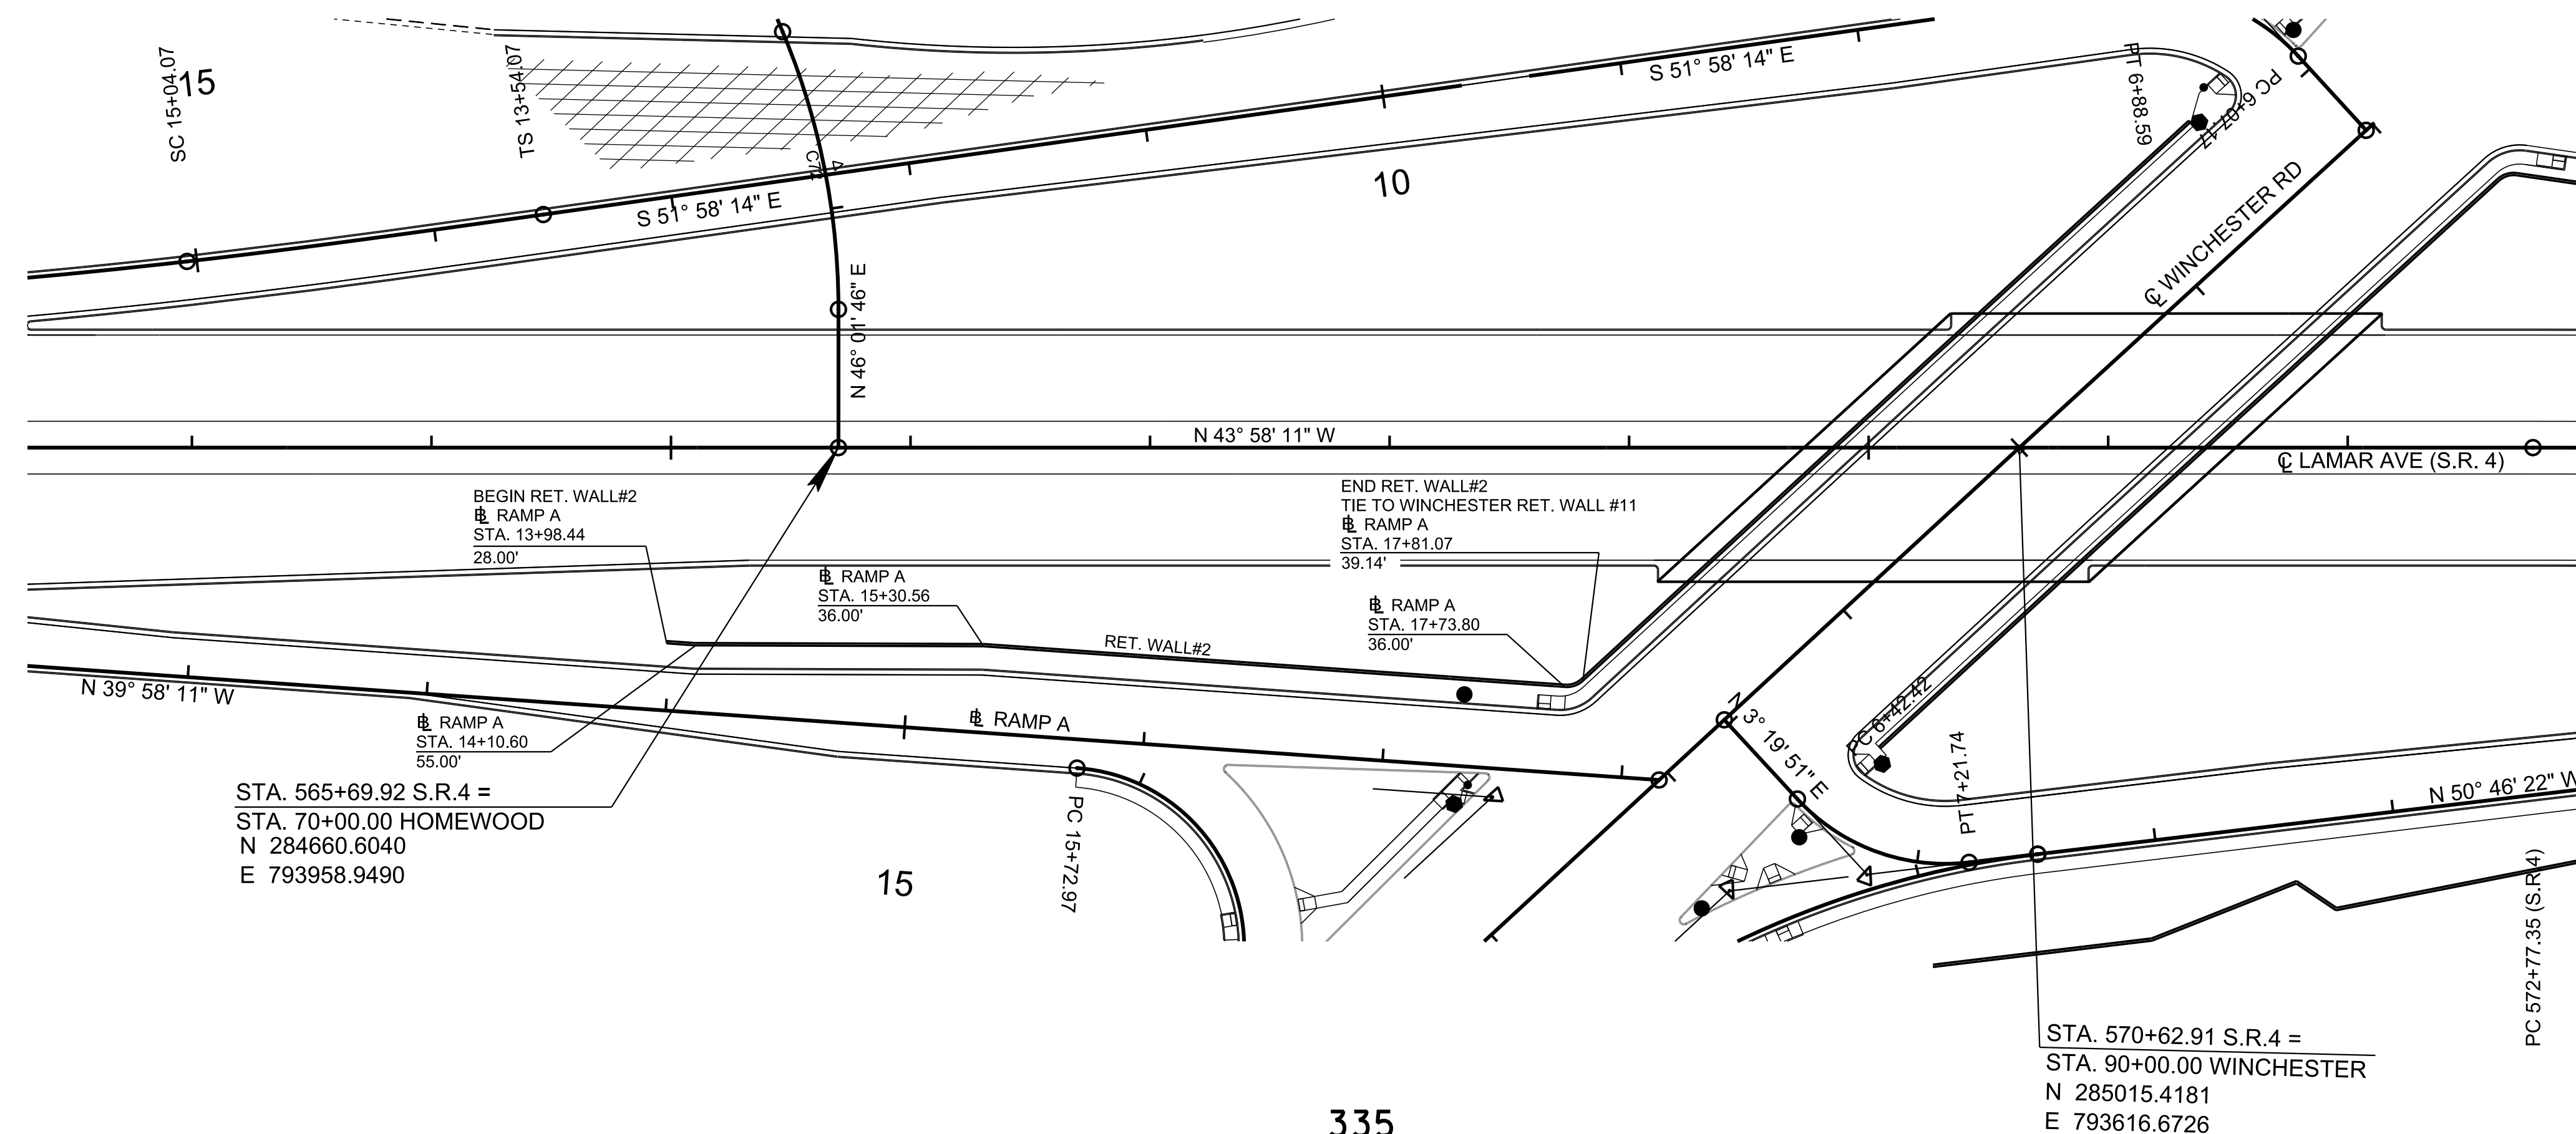 SC 15+04.07
15
TS 13+54.07
S 51° 58' 14" E
PT 6+88.59
PC 6+07.17
S 51° 58' 14" E
10
℄ WINCHESTER RD
N 46° 01' 46" E
N 43° 58' 11" W
℄ LAMAR AVE (S.R. 4)
BEGIN RET. WALL#2
BL RAMP A
STA. 13+98.44
28.00'
END RET. WALL#2
TIE TO WINCHESTER RET. WALL #11
BL RAMP A
STA. 17+81.07
39.14'
BL RAMP A
STA. 15+30.56
36.00'
BL RAMP A
STA. 17+73.80
36.00'
RET. WALL#2
N 39° 58' 11" W
BL RAMP A
BL RAMP A
STA. 14+10.60
55.00'
STA. 565+69.92 S.R.4 =
STA. 70+00.00 HOMEWOOD
N 284660.6040
E 793958.9490
15
PC 15+72.97
3° 19' 51" E
PC 6+42.42
PT 7+21.74
N 50° 46' 22" W
PC 572+77.35 (S.R.4)
STA. 570+62.91 S.R.4 =
STA. 90+00.00 WINCHESTER
N 285015.4181
E 793616.6726
335